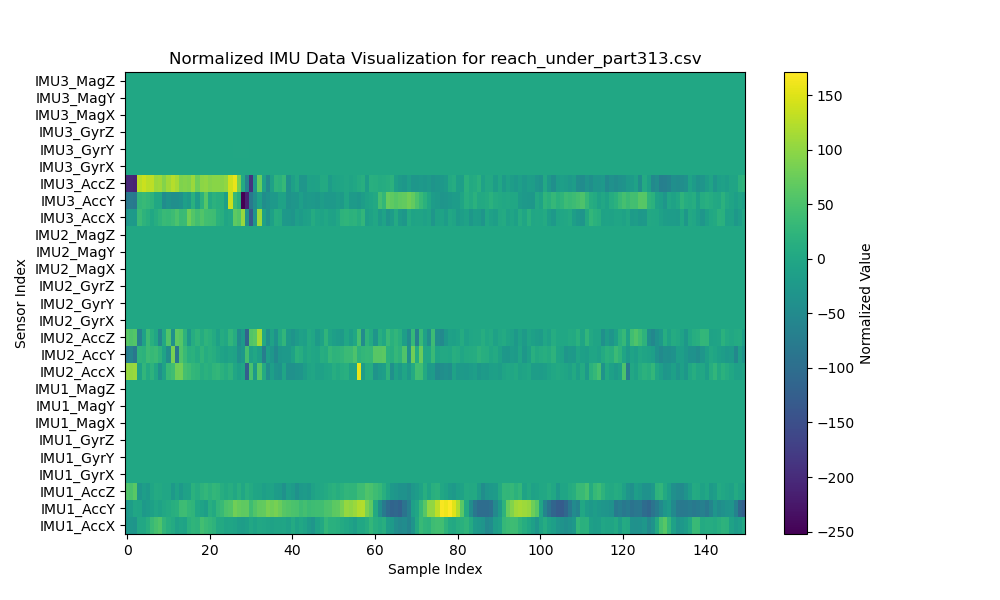 Normalized IMU Data Visualization for reach_under_part313.csv
IMU3_MagZ
IMU3_MagY
IMU3_MagX
IMU3_GyrZ
IMU3_GyrY
IMU3_GyrX
IMU3_AccZ
IMU3_AccY
IMU3_AccX
IMU2_MagZ
IMU2_MagY
IMU2_MagX
IMU2_GyrZ
IMU2_GyrY
IMU2_GyrX
IMU2_AccZ
IMU2_AccY
IMU2_AccX
IMU1_MagZ
IMU1_MagY
IMU1_MagX
IMU1_GyrZ
IMU1_GyrY
IMU1_GyrX
IMU1_AccZ
IMU1_AccY
IMU1_AccX
Sensor Index
0 20 40 60 80 100 120 140
Sample Index
150
100
50
0
−50
−100
−150
−200
−250
Normalized Value